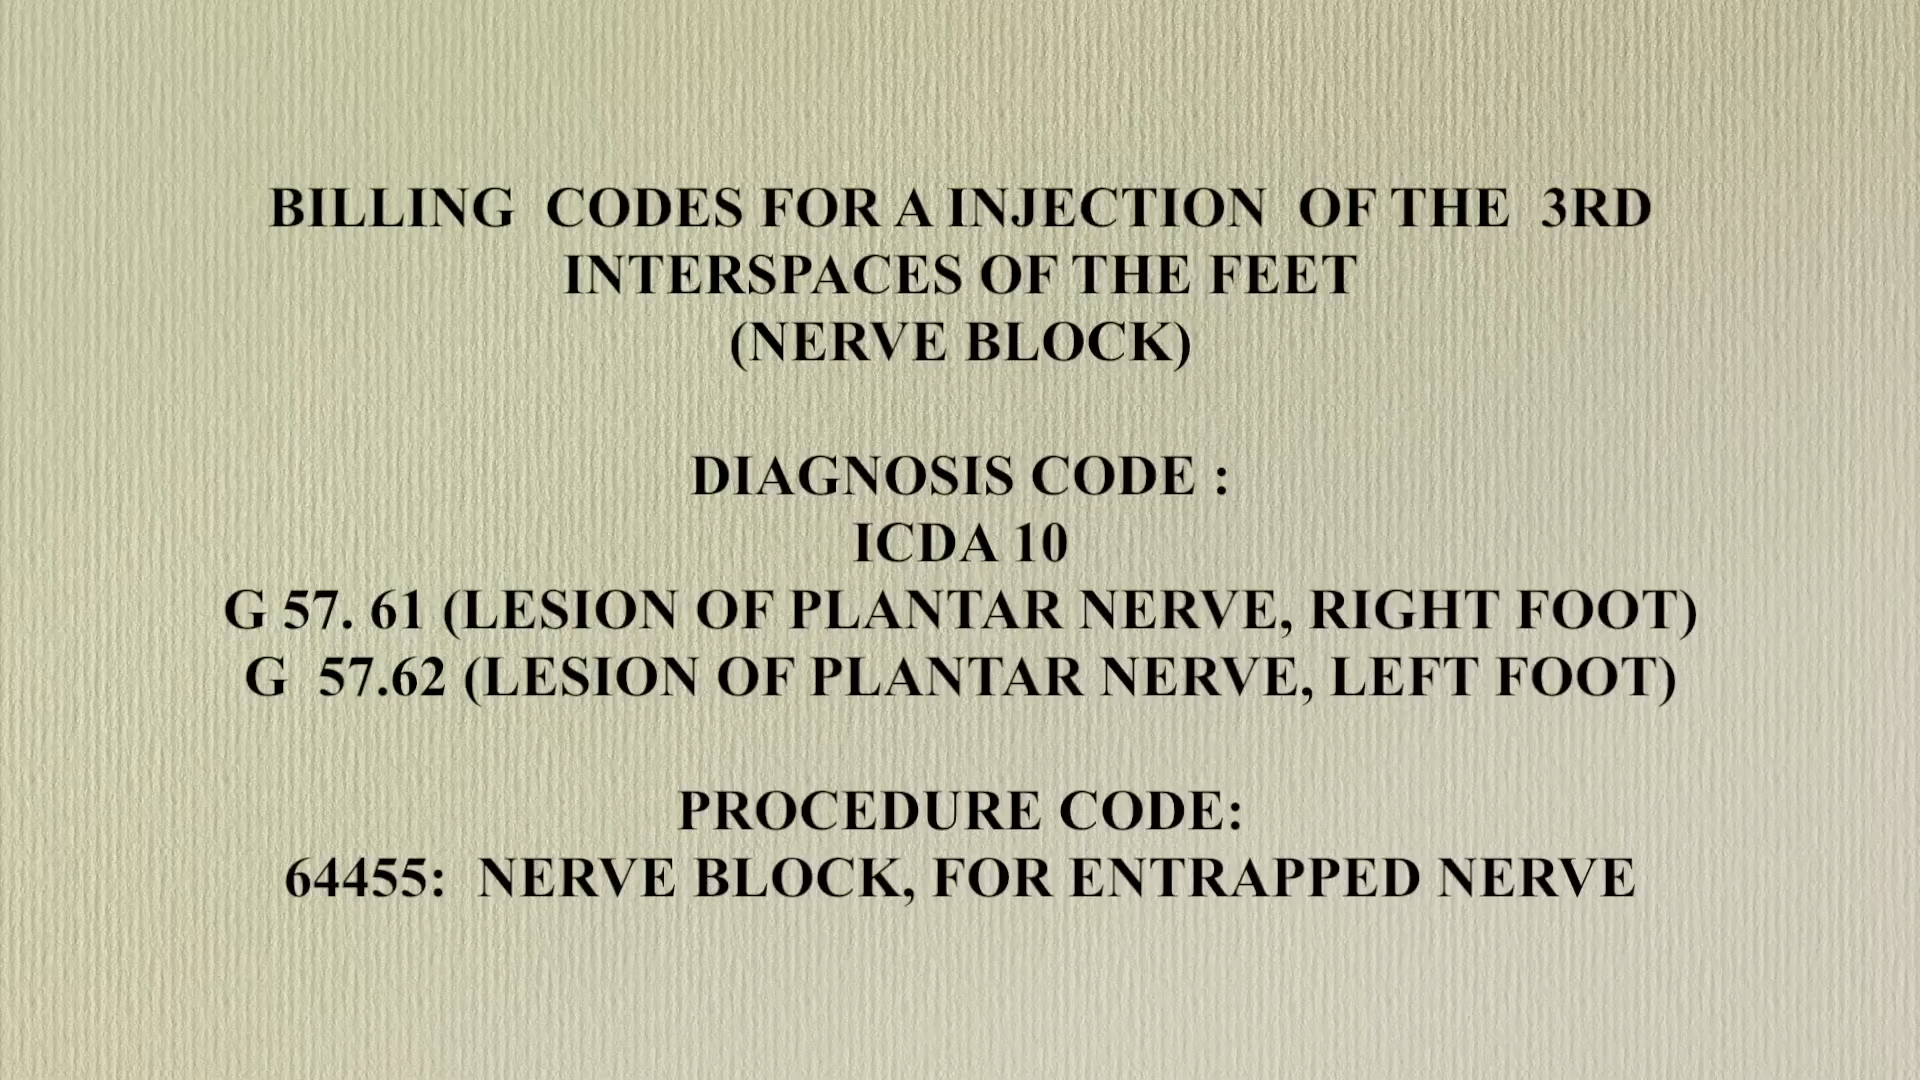 BILLING CODES FOR A INJECTION OF THE 3RD
INTERSPACES OF THE FEET
(NERVE BLOCK)
DIAGNOSIS CODE :
ICDA 10
G 57. 61 (LESION OF PLANTAR NERVE, RIGHT FOOT)
G 57.62 (LESION OF PLANTAR NERVE, LEFT FOOT)
PROCEDURE CODE:
64455: NERVE BLOCK, FOR ENTRAPPED NERVE